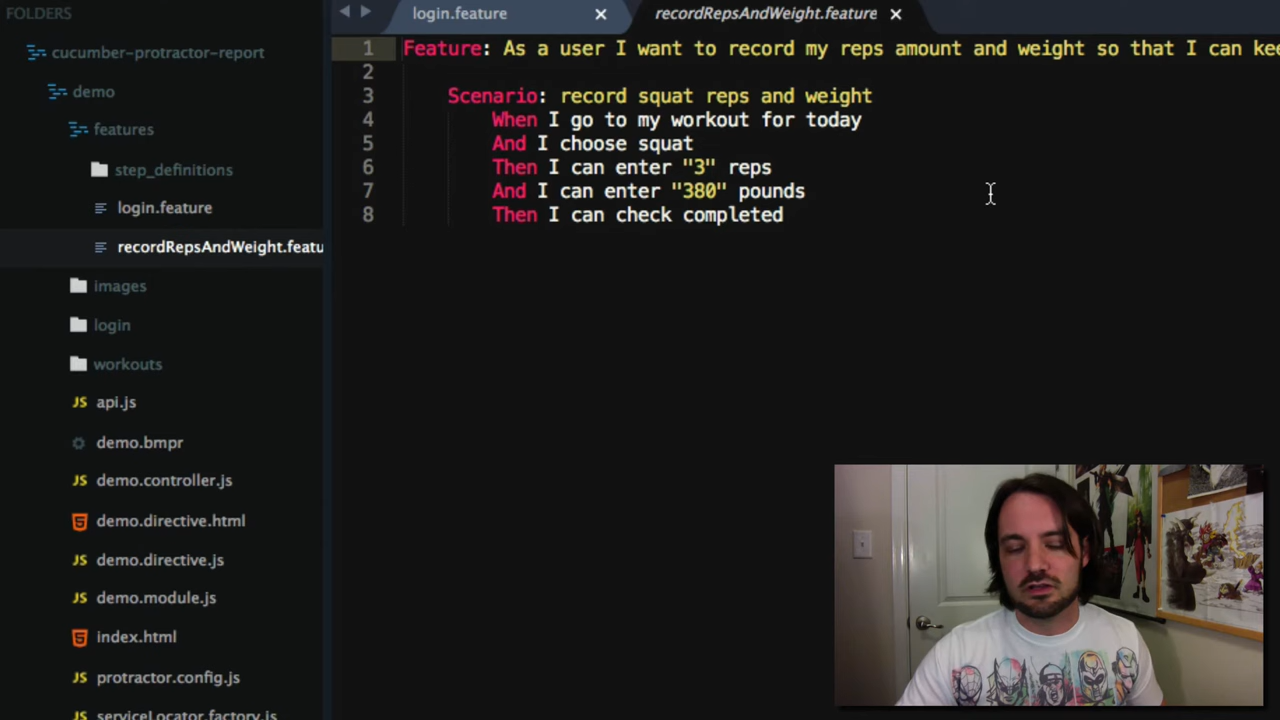 FOLDERS
cucumber-protractor-report
demo
features
step_definitions
login.feature
recordRepsAndWeight.featu
images
login
workouts
api.js
demo.bmpr
demo.controller.js
demo.directive.html
demo.directive.js
demo.module.js
index.html
protractor.config.js
serviceLocator.factory.js
login.feature
recordRepsAndWeight.feature
1 Feature: As a user I want to record my reps amount and weight so that I can kee
2
3 Scenario: record squat reps and weight
4 When I go to my workout for today
5 And I choose squat
6 Then I can enter "3" reps
7 And I can enter "380" pounds
8 Then I can check completed